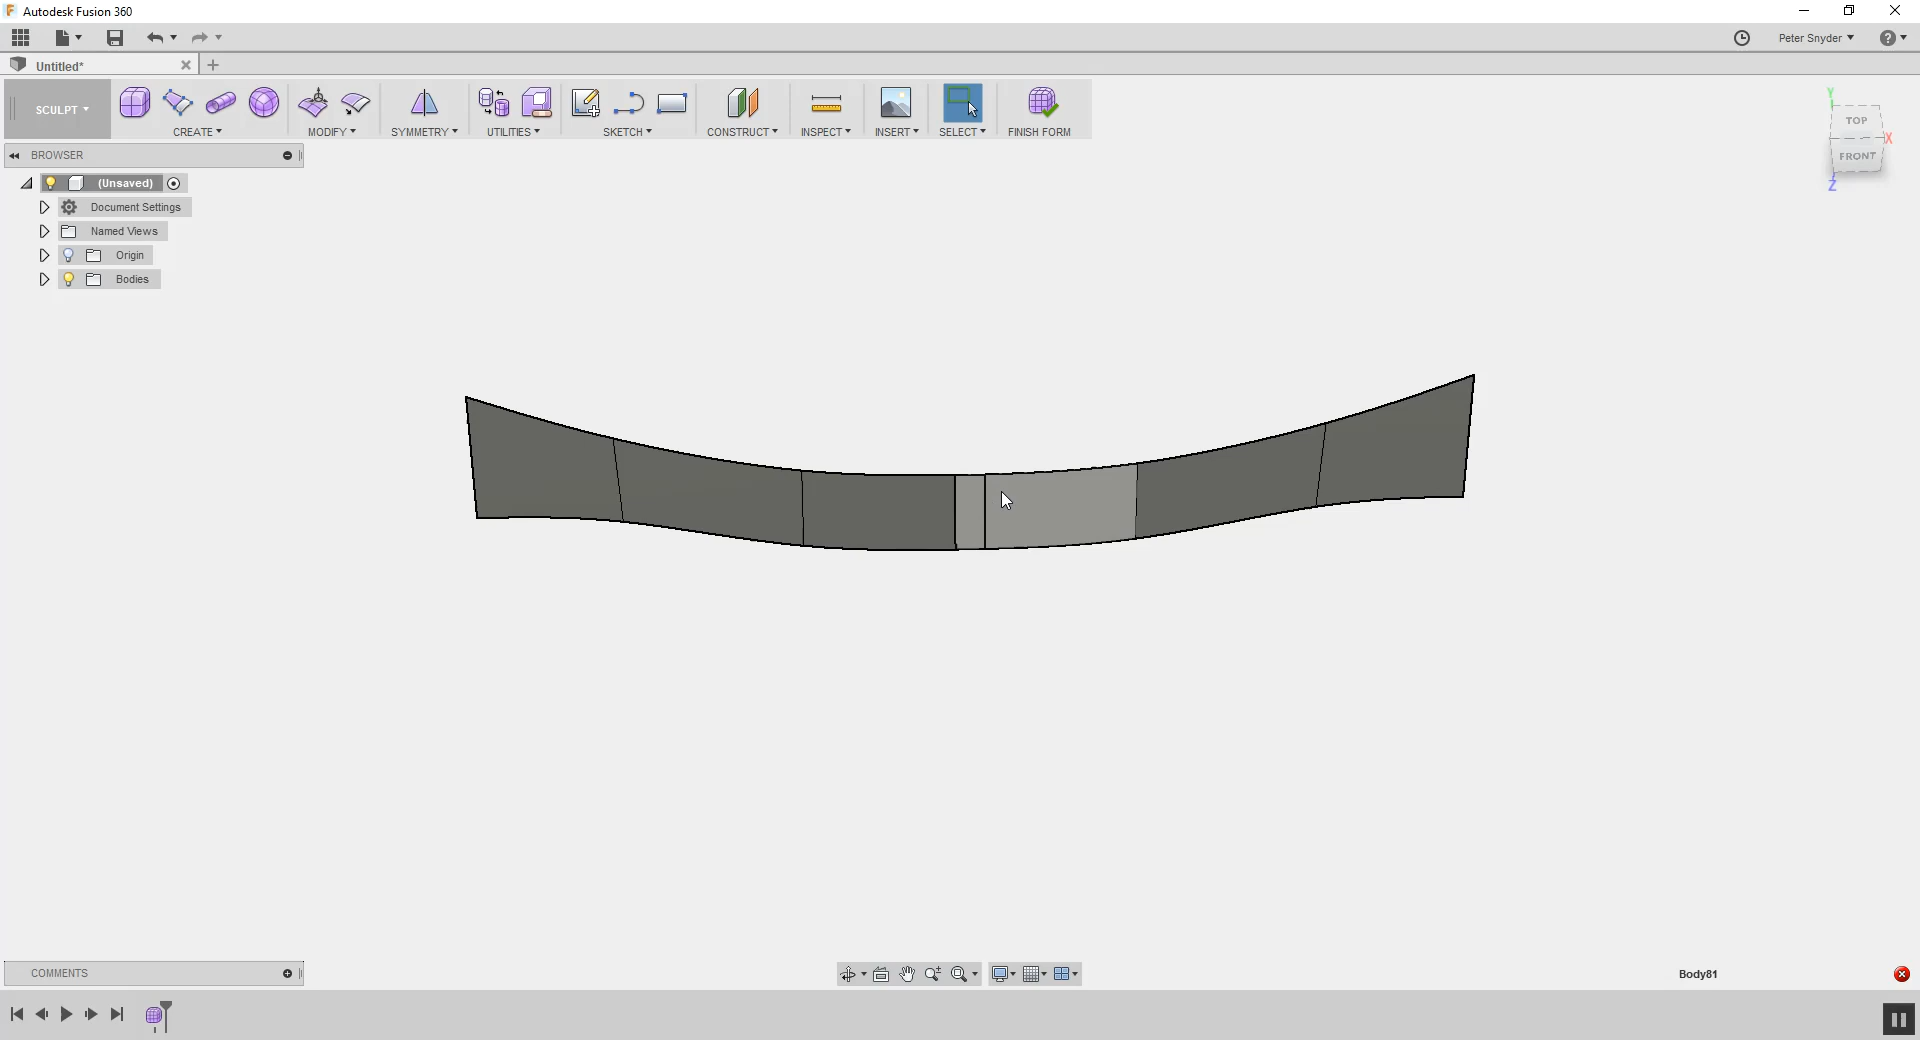 Autodesk Fusion 360
Peter Snyder
Untitled*
SCULPT
CREATE
MODIFY
SYMMETRY
UTILITIES
SKETCH
CONSTRUCT
INSPECT
INSERT
SELECT
FINISH FORM
Y
TOP
X
FRONT
Z
BROWSER
(Unsaved)
Document Settings
Named Views
Origin
Bodies
COMMENTS
Body81